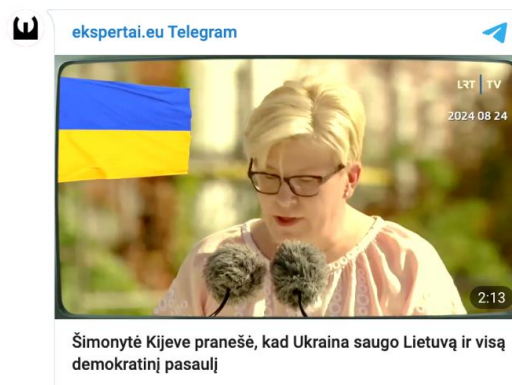 ekspertai.eu Telegram
LRT TV
2024 08 24
2:13
Šimonytė Kijeve pranešė, kad Ukraina saugo Lietuvą ir visą
demokratinį pasaulį